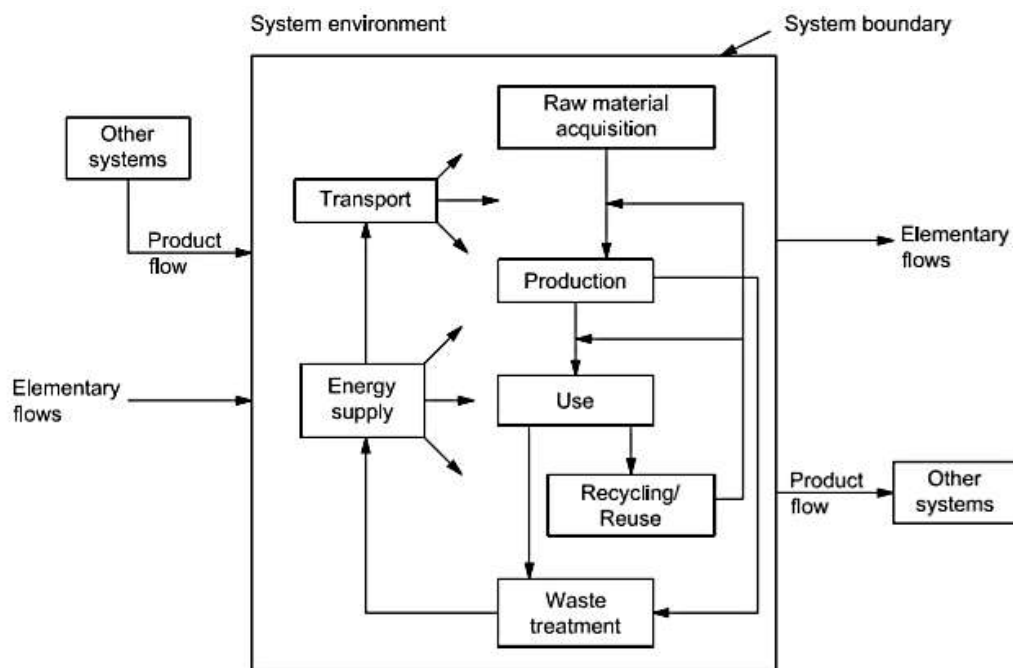 System environment
System boundary
Raw material
acquisition
Other
systems
Transport
Product
flow
Elementary
flows
Production
Energy
supply
Elementary
flows
Use
Recycling/
Reuse
Product
flow
Other
systems
Waste
treatment